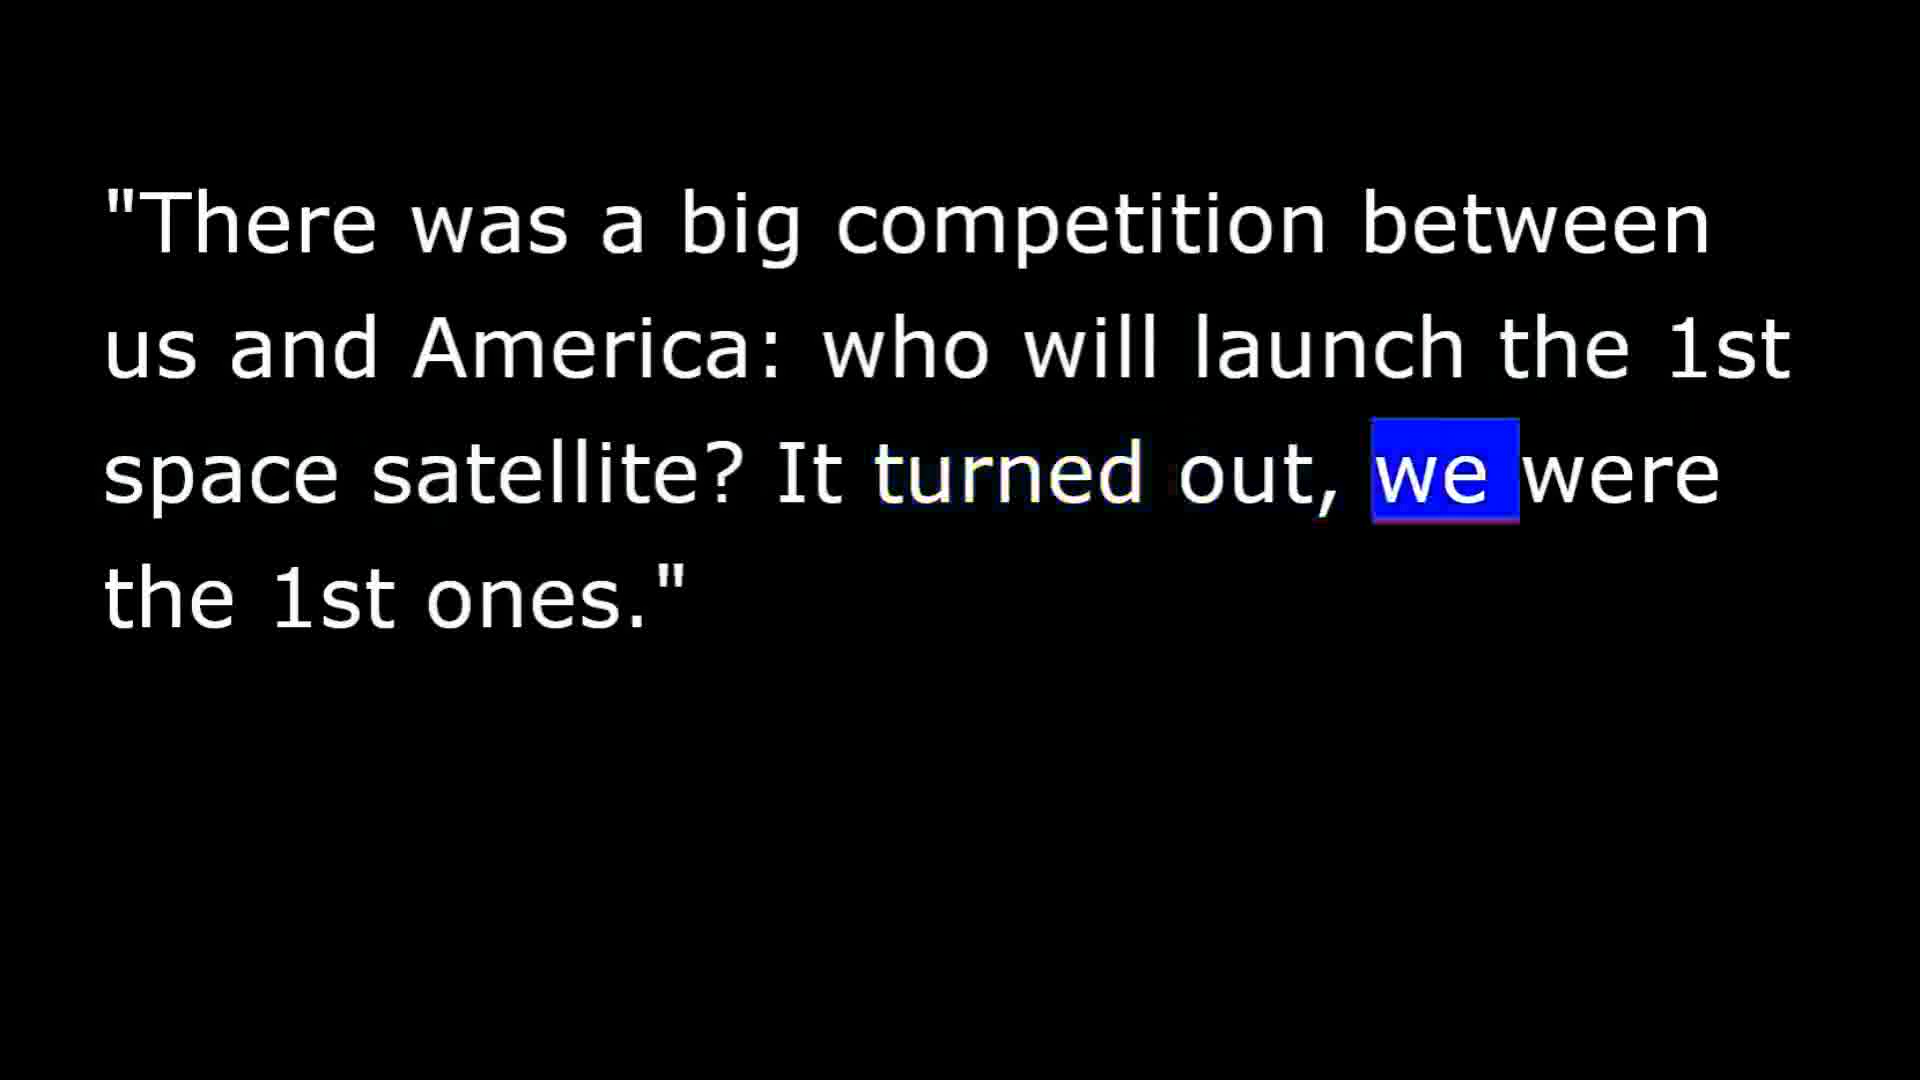 "There was a big competition between
us and America: who will launch the 1st
space satellite? It turned out, we were
the 1st ones."